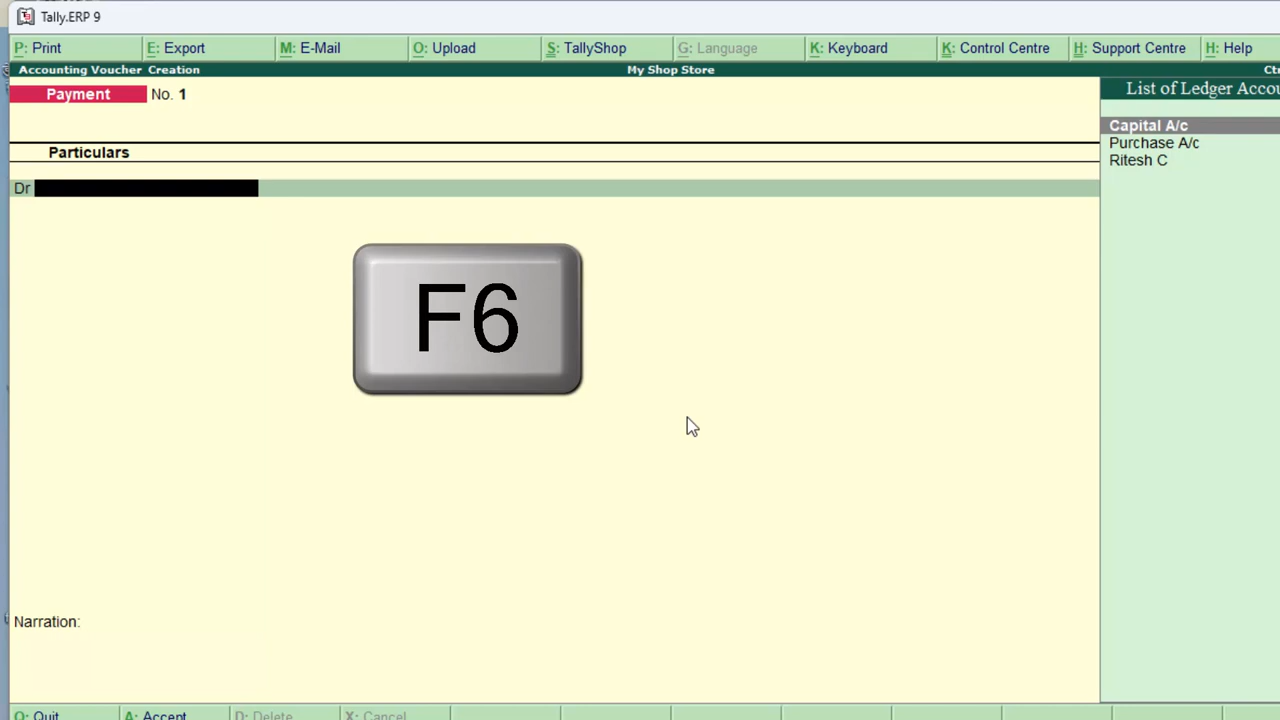 Tally.ERP 9
P: Print E: Export M: E-Mail O: Upload S: TallyShop G: Language K: Keyboard K: Control Centre H: Support Centre H: Help
Accounting Voucher Creation My Shop Store
Payment No. 1
List of Ledger
Particulars
Capital A/c
Purchase A/c
Ritesh C
Dr
F6
Narration:
Q: Quit A: Accept D: Delete X: Cancel